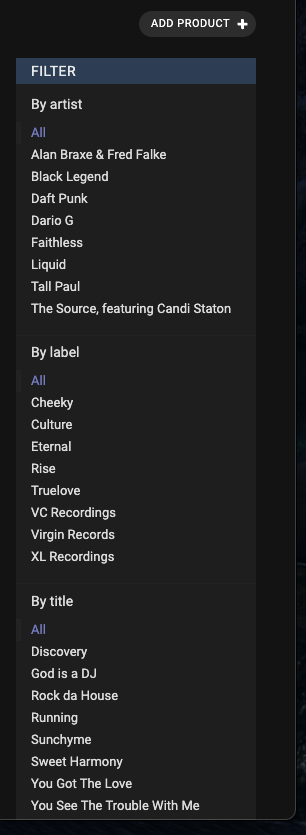 ADD PRODUCT +
FILTER
By artist
All
Alan Braxe & Fred Falke
Black Legend
Daft Punk
Dario G
Faithless
Liquid
Tall Paul
The Source, featuring Candi Staton
By label
All
Cheeky
Culture
Eternal
Rise
Truelove
VC Recordings
Virgin Records
XL Recordings
By title
All
Discovery
God is a DJ
Rock da House
Running
Sunchyme
Sweet Harmony
You Got The Love
You See The Trouble With Me